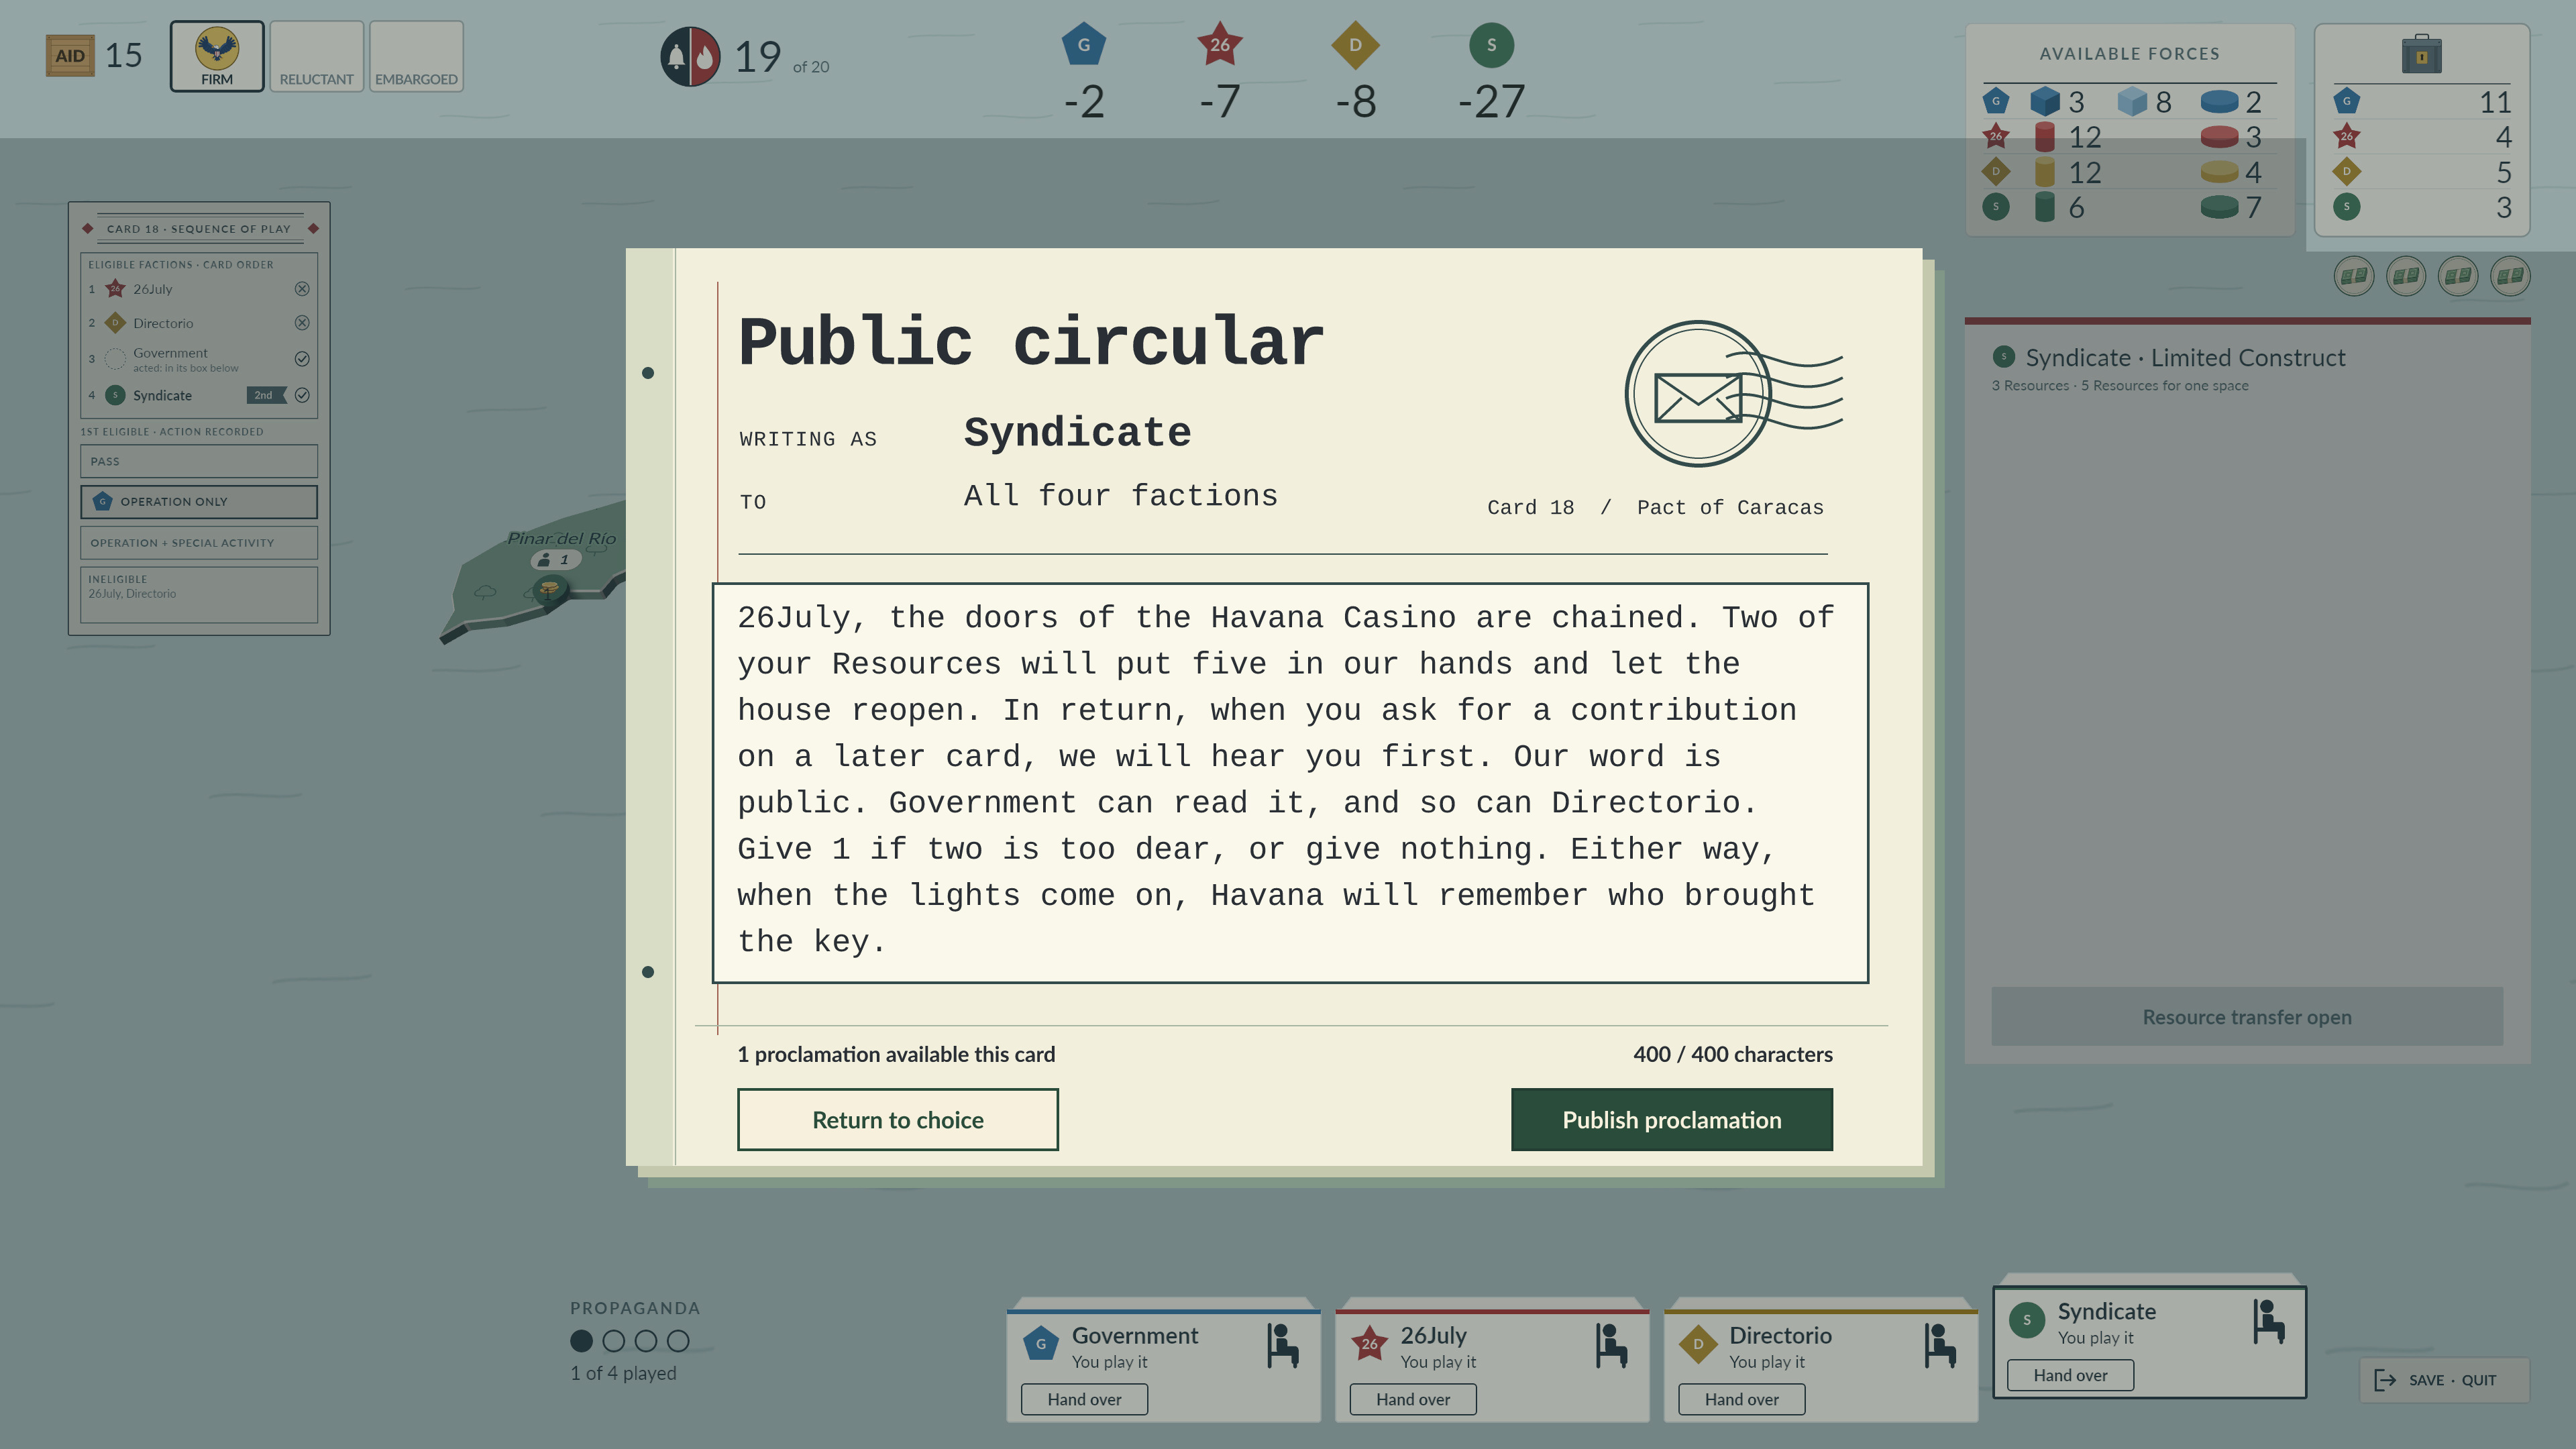 AID 15
FIRM
RELUCTANT
EMBARGOED
19 of 20
G 26 D S
-2 -7 -8 -27
AVAILABLE FORCES
G 3 8 2
26 12 3
D 12 4
S 6 7
G 11
26 4
D 5
S 3
CARD 18 · SEQUENCE OF PLAY
ELIGIBLE FACTIONS · CARD ORDER
1 26 26July
2 D Directorio
3 Government
acted: in its box below
4 S Syndicate 2nd
1ST ELIGIBLE · ACTION RECORDED
PASS
G OPERATION ONLY
OPERATION + SPECIAL ACTIVITY
INELIGIBLE
26July, Directorio
Pinar del Río
1
1
Public circular
WRITING AS Syndicate
TO All four factions
Card 18 / Pact of Caracas
26July, the doors of the Havana Casino are chained. Two of
your Resources will put five in our hands and let the
house reopen. In return, when you ask for a contribution
on a later card, we will hear you first. Our word is
public. Government can read it, and so can Directorio.
Give 1 if two is too dear, or give nothing. Either way,
when the lights come on, Havana will remember who brought
the key.
1 proclamation available this card
400 / 400 characters
Return to choice
Publish proclamation
S Syndicate · Limited Construct
3 Resources · 5 Resources for one space
Resource transfer open
PROPAGANDA
1 of 4 played
G Government
You play it
Hand over
26 26July
You play it
Hand over
D Directorio
You play it
Hand over
S Syndicate
You play it
Hand over
SAVE · QUIT